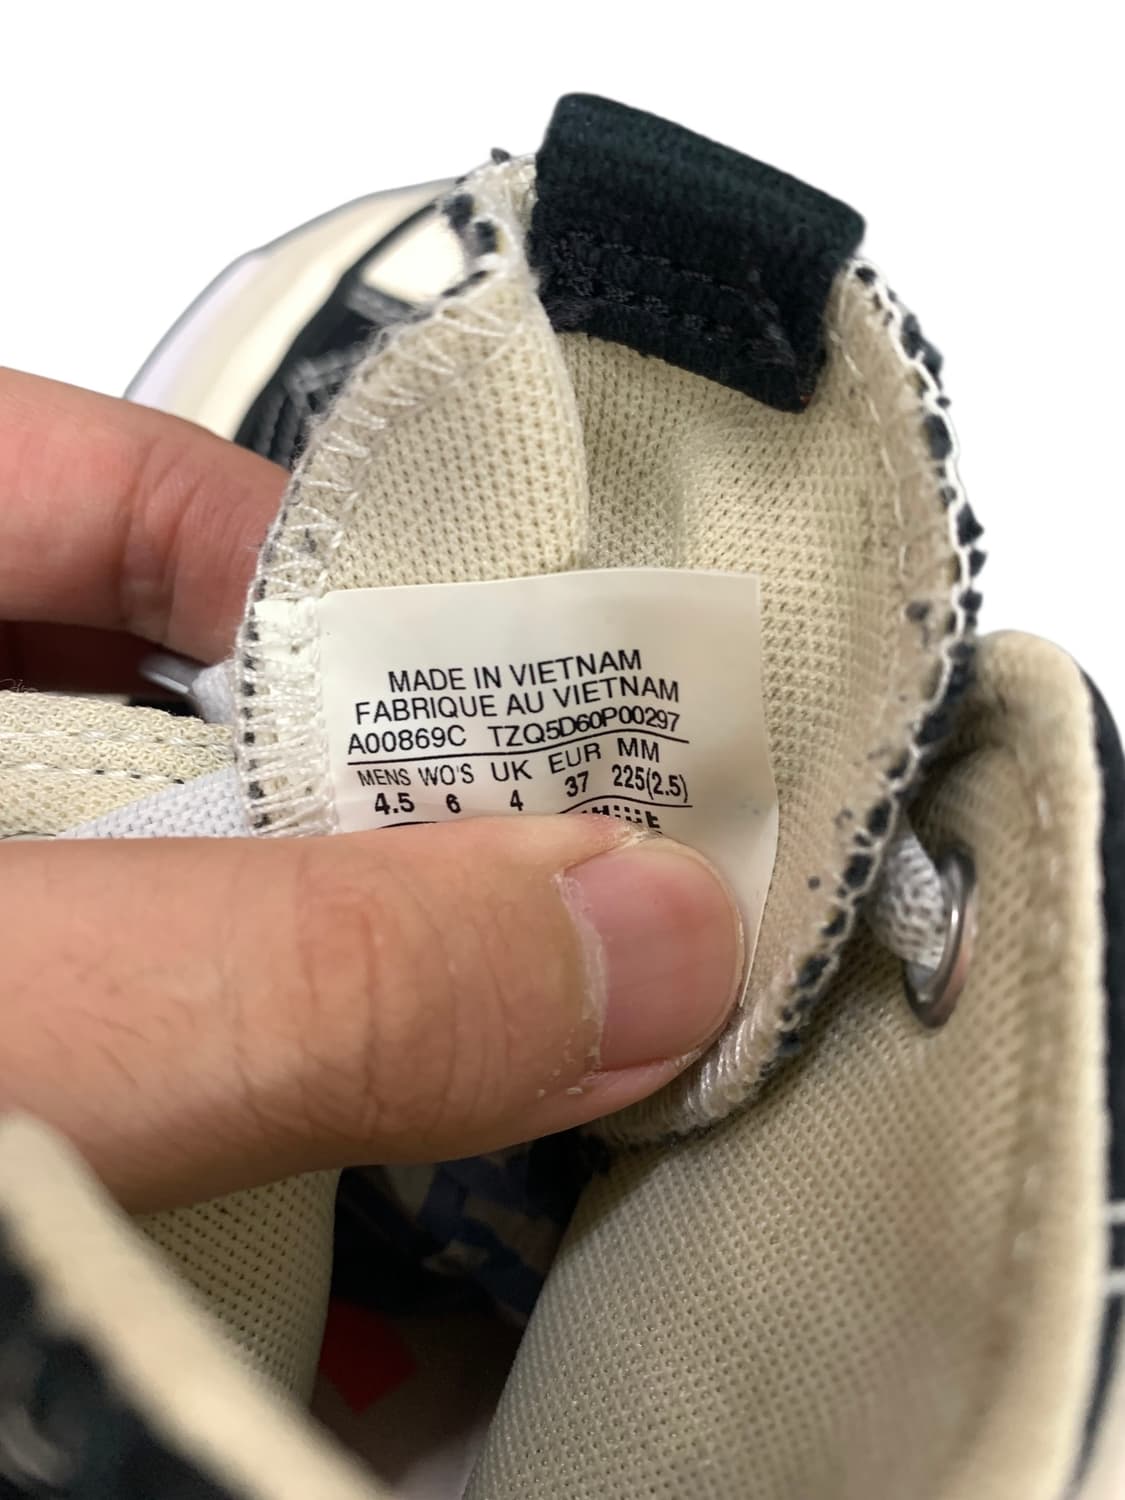 MADE IN VIETNAM
FABRIQUE AU VIETNAM
A00869C TZQ5D60P00297
MENS WO'S UK EUR MM
4.5 6 4 37 225(2.5)